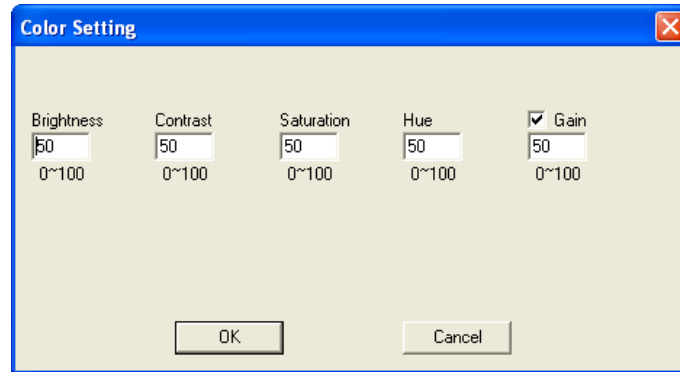 Color Setting
Brightness Contrast Saturation Hue Gain
50 50 50 50 50
0~100 0~100 0~100 0~100 0~100
OK Cancel